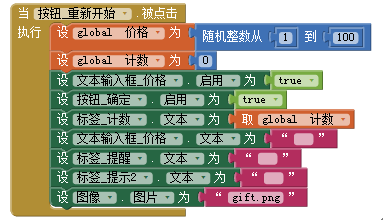 当 按钮_重新开始 . 被点击
执行 设 global 价格 为 随机整数从 1 到 100
设 global 计数 为 0
设 文本输入框_价格 . 启用 为 true
设 按钮_确定 . 启用 为 true
设 标签_计数 . 文本 为 取 global 计数
设 文本输入框_价格 . 文本 为 “ ”
设 标签_提醒 . 文本 为 “ ”
设 标签_提示2 . 文本 为 “ ”
设 图像 . 图片 为 “ gift.png ”